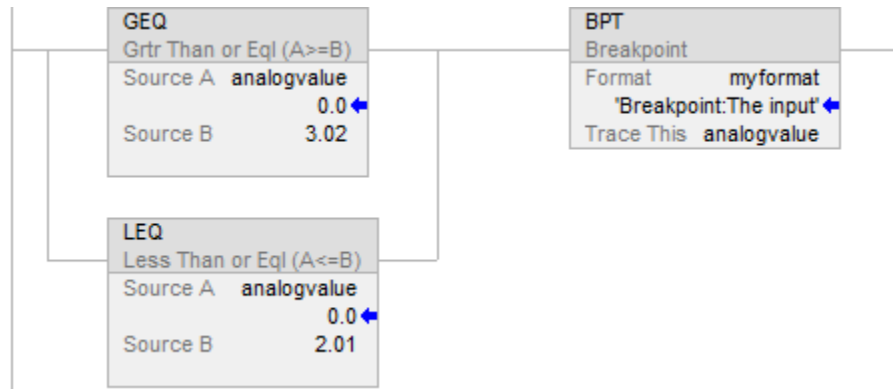 GEQ
Grtr Than or Eql (A>=B)
Source A analogvalue
0.0
Source B 3.02
BPT
Breakpoint
Format myformat
'Breakpoint:The input'
Trace This analogvalue
LEQ
Less Than or Eql (A<=B)
Source A analogvalue
0.0
Source B 2.01